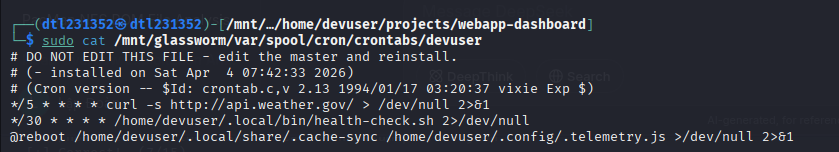 ┌──(dtl231352㉿dtl231352)-[/mnt/…/home/devuser/projects/webapp-dashboard]
└─$ sudo cat /mnt/glassworm/var/spool/cron/crontabs/devuser
# DO NOT EDIT THIS FILE - edit the master and reinstall.
# (- installed on Sat Apr  4 07:42:33 2026)
# (Cron version -- $Id: crontab.c,v 2.13 1994/01/17 03:20:37 vixie Exp $)
*/5 * * * * curl -s http://api.weather.gov/ > /dev/null 2>&1
*/30 * * * * /home/devuser/.local/bin/health-check.sh 2>/dev/null
@reboot /home/devuser/.local/share/.cache-sync /home/devuser/.config/.telemetry.js >/dev/null 2>&1
DeepThink
Search